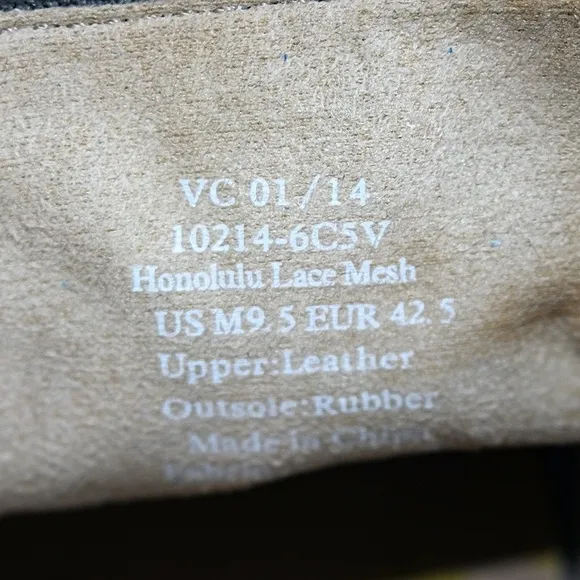 VC 01/14
10214-6C5V
Honolulu Lace Mesh
US M9.5 EUR 42.5
Upper:Leather
Outsole:Rubber
Made in China